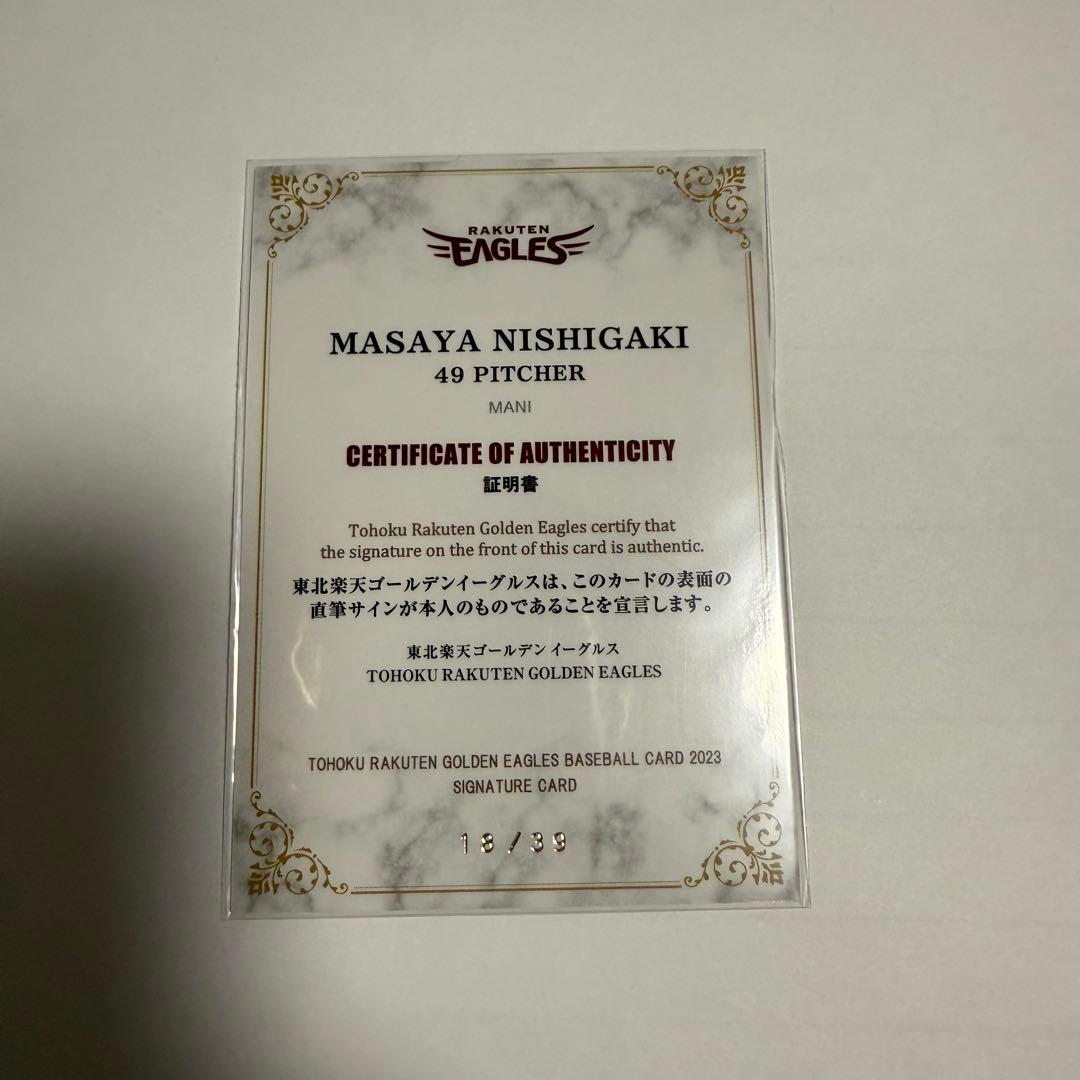 RAKUTEN
EAGLES
MASAYA NISHIGAKI
49 PITCHER
MANI
CERTIFICATE OF AUTHENTICITY
証明書
Tohoku Rakuten Golden Eagles certify that
the signature on the front of this card is authentic.
東北楽天ゴールデンイーグルスは、このカードの表面の
直筆サインが本人のものであることを宣言します。
東北楽天ゴールデンイーグルス
TOHOKU RAKUTEN GOLDEN EAGLES
TOHOKU RAKUTEN GOLDEN EAGLES BASEBALL CARD 2023
SIGNATURE CARD
18/39